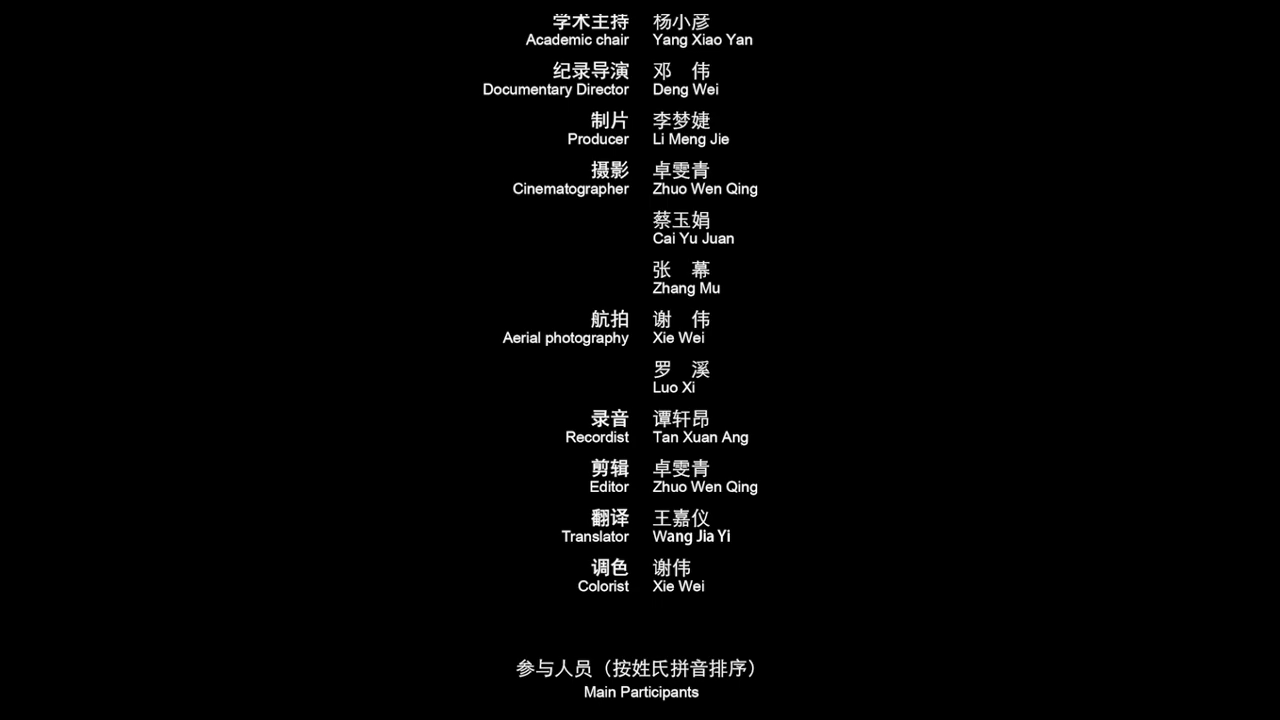 学术主持 杨小彦
Academic chair Yang Xiao Yan
纪录导演 邓 伟
Documentary Director Deng Wei
制片 李梦婕
Producer Li Meng Jie
摄影 卓雯青
Cinematographer Zhuo Wen Qing
蔡玉娟
Cai Yu Juan
张 幕
Zhang Mu
航拍 谢 伟
Aerial photography Xie Wei
罗 溪
Luo Xi
录音 谭轩昂
Recordist Tan Xuan Ang
剪辑 卓雯青
Editor Zhuo Wen Qing
翻译 王嘉仪
Translator Wang Jia Yi
调色 谢伟
Colorist Xie Wei
参与人员（按姓氏拼音排序）
Main Participants